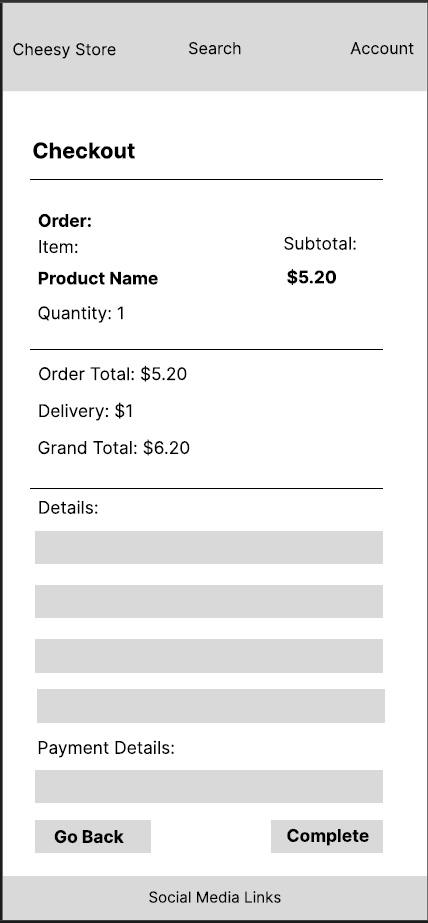 Cheesy Store Search Account
Checkout
Order:
Item: Subtotal:
Product Name $5.20
Quantity: 1
Order Total: $5.20
Delivery: $1
Grand Total: $6.20
Details:
Payment Details:
Go Back Complete
Social Media Links